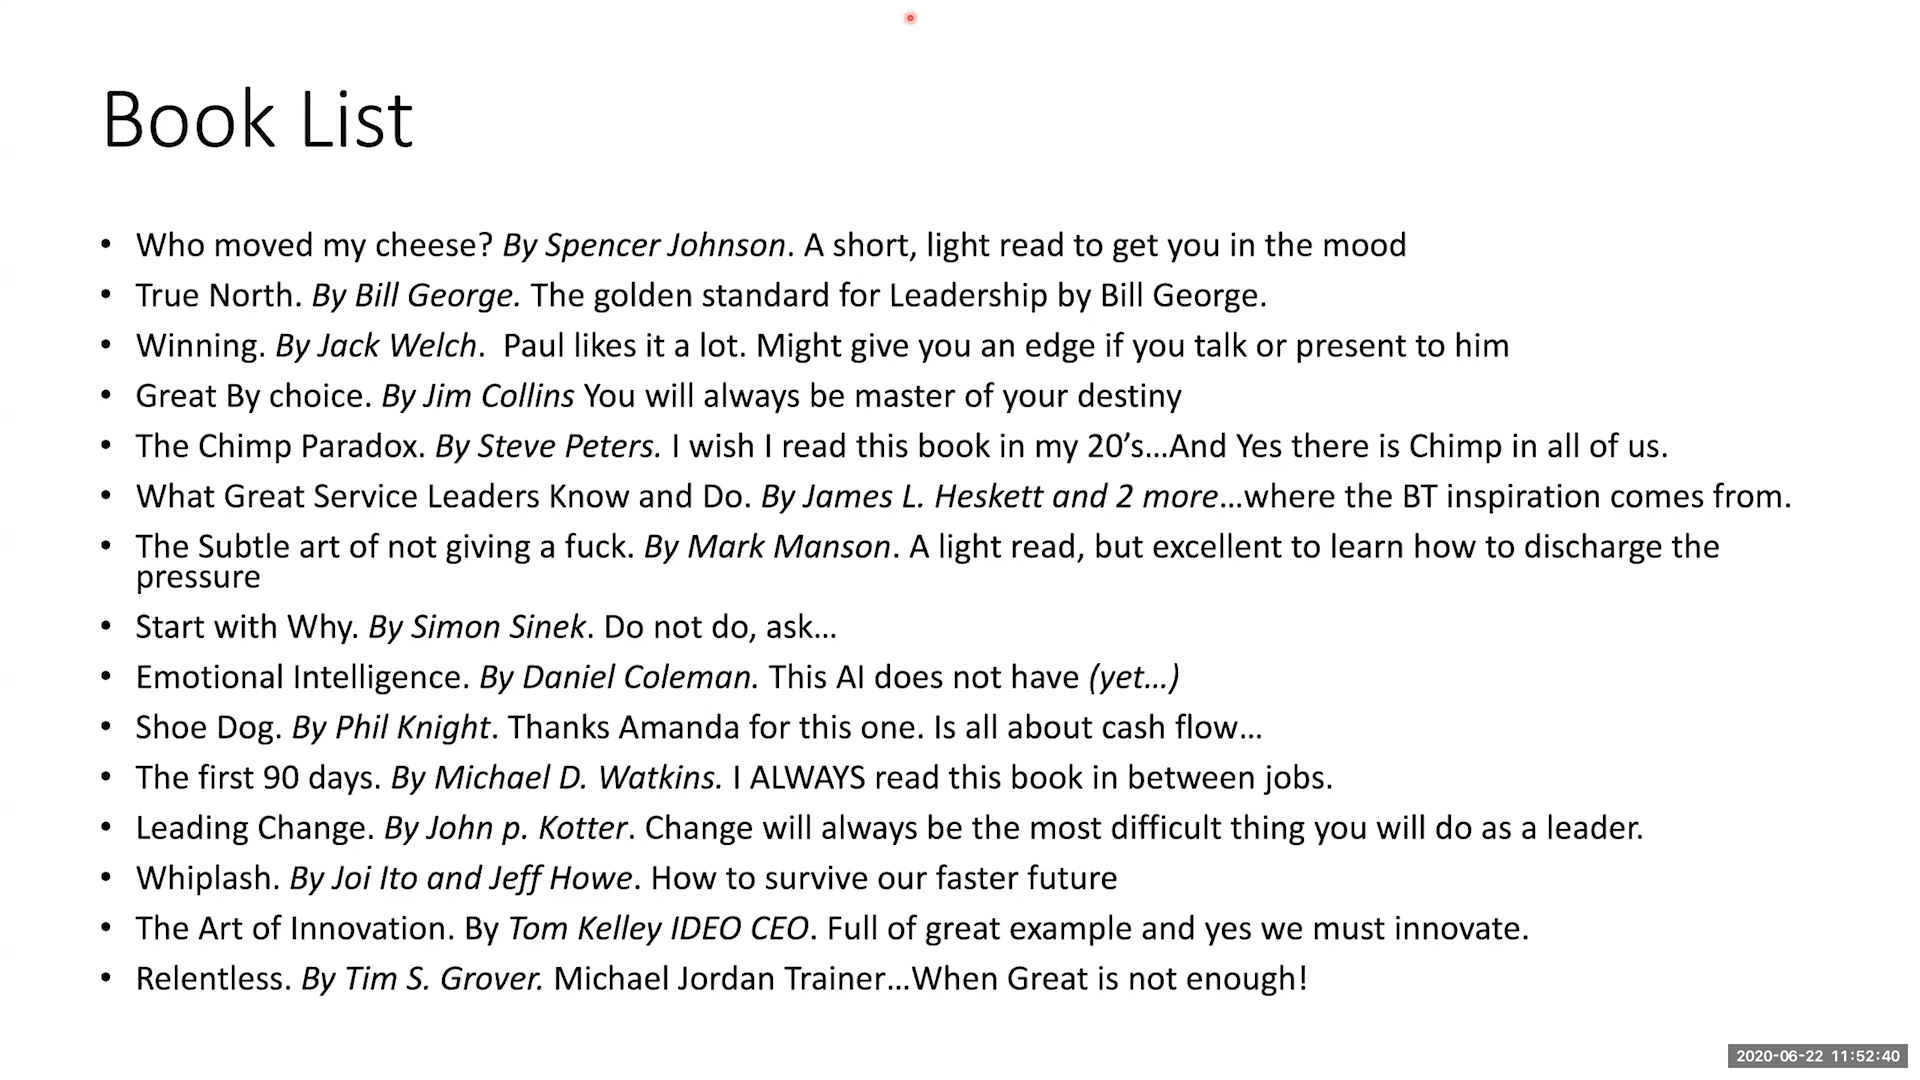 Book List
• Who moved my cheese? By Spencer Johnson. A short, light read to get you in the mood
• True North. By Bill George. The golden standard for Leadership by Bill George.
• Winning. By Jack Welch.  Paul likes it a lot. Might give you an edge if you talk or present to him
• Great By choice. By Jim Collins You will always be master of your destiny
• The Chimp Paradox. By Steve Peters. I wish I read this book in my 20’s…And Yes there is Chimp in all of us.
• What Great Service Leaders Know and Do. By James L. Heskett and 2 more…where the BT inspiration comes from.
• The Subtle art of not giving a fuck. By Mark Manson. A light read, but excellent to learn how to discharge the
pressure
• Start with Why. By Simon Sinek. Do not do, ask…
• Emotional Intelligence. By Daniel Coleman. This AI does not have (yet…)
• Shoe Dog. By Phil Knight. Thanks Amanda for this one. Is all about cash flow…
• The first 90 days. By Michael D. Watkins. I ALWAYS read this book in between jobs.
• Leading Change. By John p. Kotter. Change will always be the most difficult thing you will do as a leader.
• Whiplash. By Joi Ito and Jeff Howe. How to survive our faster future
• The Art of Innovation. By Tom Kelley IDEO CEO. Full of great example and yes we must innovate.
• Relentless. By Tim S. Grover. Michael Jordan Trainer…When Great is not enough!
2020-06-22 11:52:40